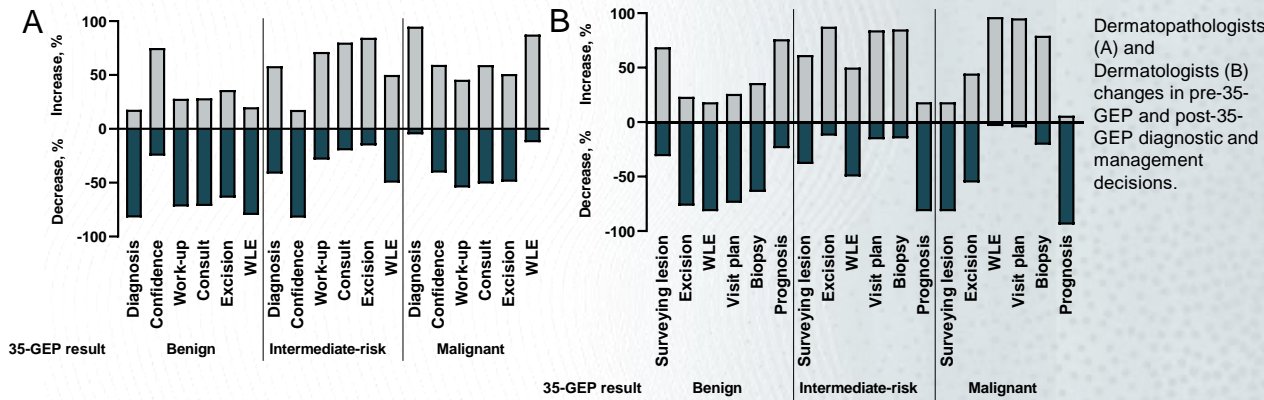 A
Increase, %
Decrease, %
100
50
0
-50
-100
Diagnosis
Confidence
Work-up
Consult
Excision
WLE
Diagnosis
Confidence
Work-up
Consult
Excision
WLE
Diagnosis
Confidence
Work-up
Consult
Excision
WLE
35-GEP result
Benign
Intermediate-risk
Malignant
B
Increase, %
Decrease, %
100
50
0
-50
-100
Surveying lesion
Excision
WLE
Visit plan
Biopsy
Prognosis
Surveying lesion
Excision
WLE
Visit plan
Biopsy
Prognosis
Surveying lesion
Excision
WLE
Visit plan
Biopsy
Prognosis
35-GEP result
Benign
Intermediate-risk
Malignant
Dermatopathologists
(A) and
Dermatologists (B)
changes in pre-35-
GEP and post-35-
GEP diagnostic and
management
decisions.